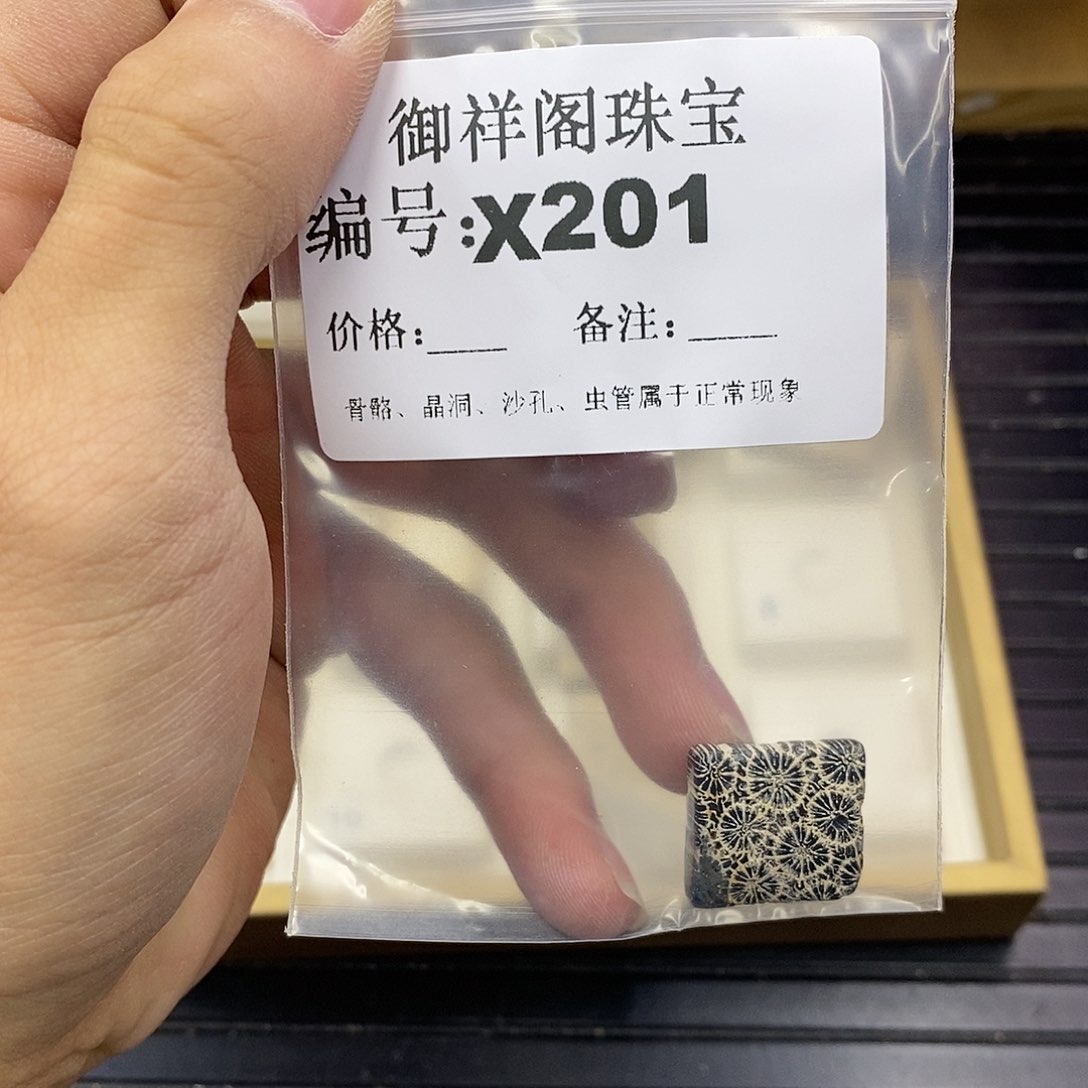 御祥阁珠宝
编号:X201
价格:____ 备注:____
骨骼、晶洞、沙孔、虫管属于正常现象